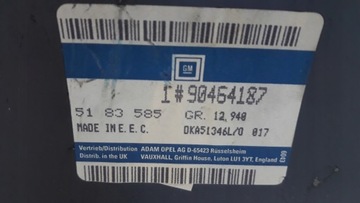 GM
1#90464187
51 83 585 GR. 12,940
MADE IN E.E.C. DKA51346L/0 017
Vertrieb/Distribution ADAM OPEL AG D-65423 Rüsselsheim
Distrib. in the UK VAUXHALL, Griffin House, Luton LU1 3YT, England